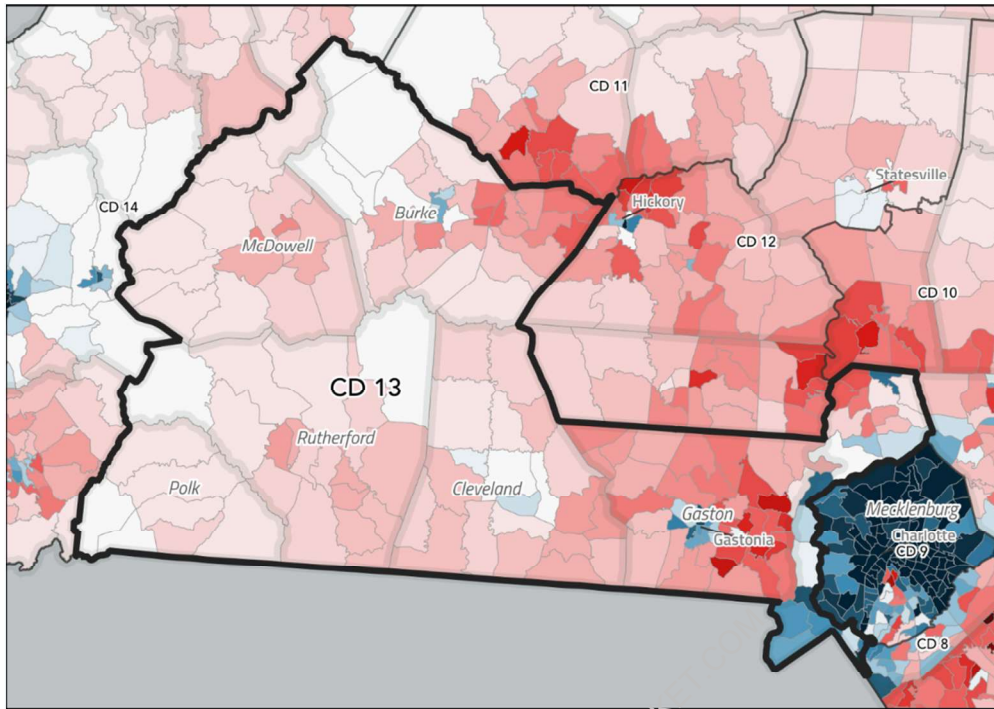 CD 11
CD 14
Statesville
Burke
Hickory
McDowell
CD 12
CD 10
CD 13
Rutherford
Polk
Cleveland
Gaston
Gastonia
Mecklenburg
Charlotte
CD 9
CD 8